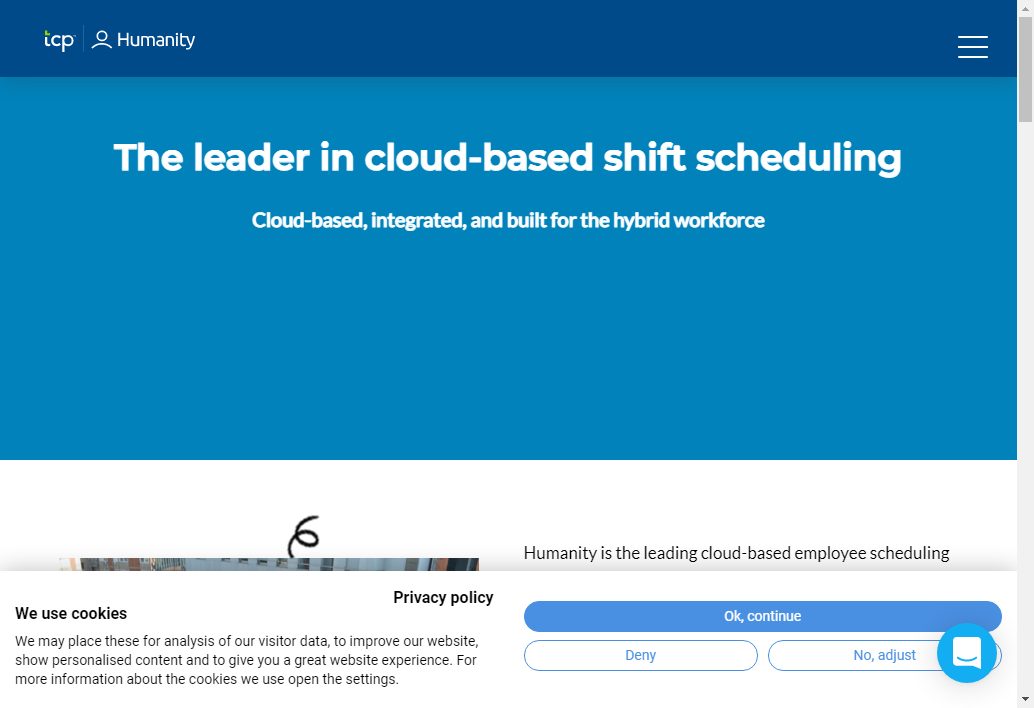 tcp Humanity
The leader in cloud-based shift scheduling
Cloud-based, integrated, and built for the hybrid workforce
Humanity is the leading cloud-based employee scheduling
Privacy policy
We use cookies
We may place these for analysis of our visitor data, to improve our website,
show personalised content and to give you a great website experience. For
more information about the cookies we use open the settings.
Ok, continue
Deny
No, adjust